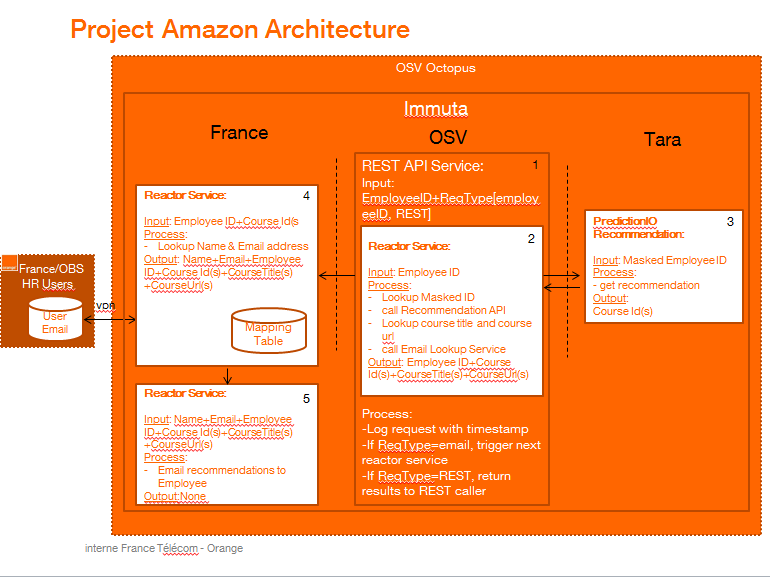 Project Amazon Architecture
OSV Octopus
Immuta
France
OSV
Tara
REST API Service:
1
Input:
EmployeeID+ReqType[employ
eeID, REST]
Reactor Service:
4
Input: Employee ID+Course Id(s
Process:
- Lookup Name & Email address
Output: Name+Email+Employee
ID+Course Id(s)+CourseTitle(s)
+CourseUrl(s)
Mapping
Table
2
Reactor Service:
Input: Employee ID
Process:
- Lookup Masked ID
- call Recommendation API
- Lookup course title and course
url
- call Email Lookup Service
Output: Employee ID+Course
Id(s)+CourseTitle(s)+CourseUrl(s)
PredictionIO
3
Recommendation:
Input: Masked Employee ID
Process:
- get recommendation
Output:
Course Id(s)
France/OBS
HR Users
User
Email
vpn
Reactor Service:
5
Input: Name+Email+Employee
ID+Course Id(s)+CourseTitle(s)
+CourseUrl(s)
Process:
- Email recommendations to
Employee
Output:None
Process:
-Log request with timestamp
-If ReqType=email, trigger next
reactor service
-If ReqType=REST, return
results to REST caller
interne France Télécom - Orange